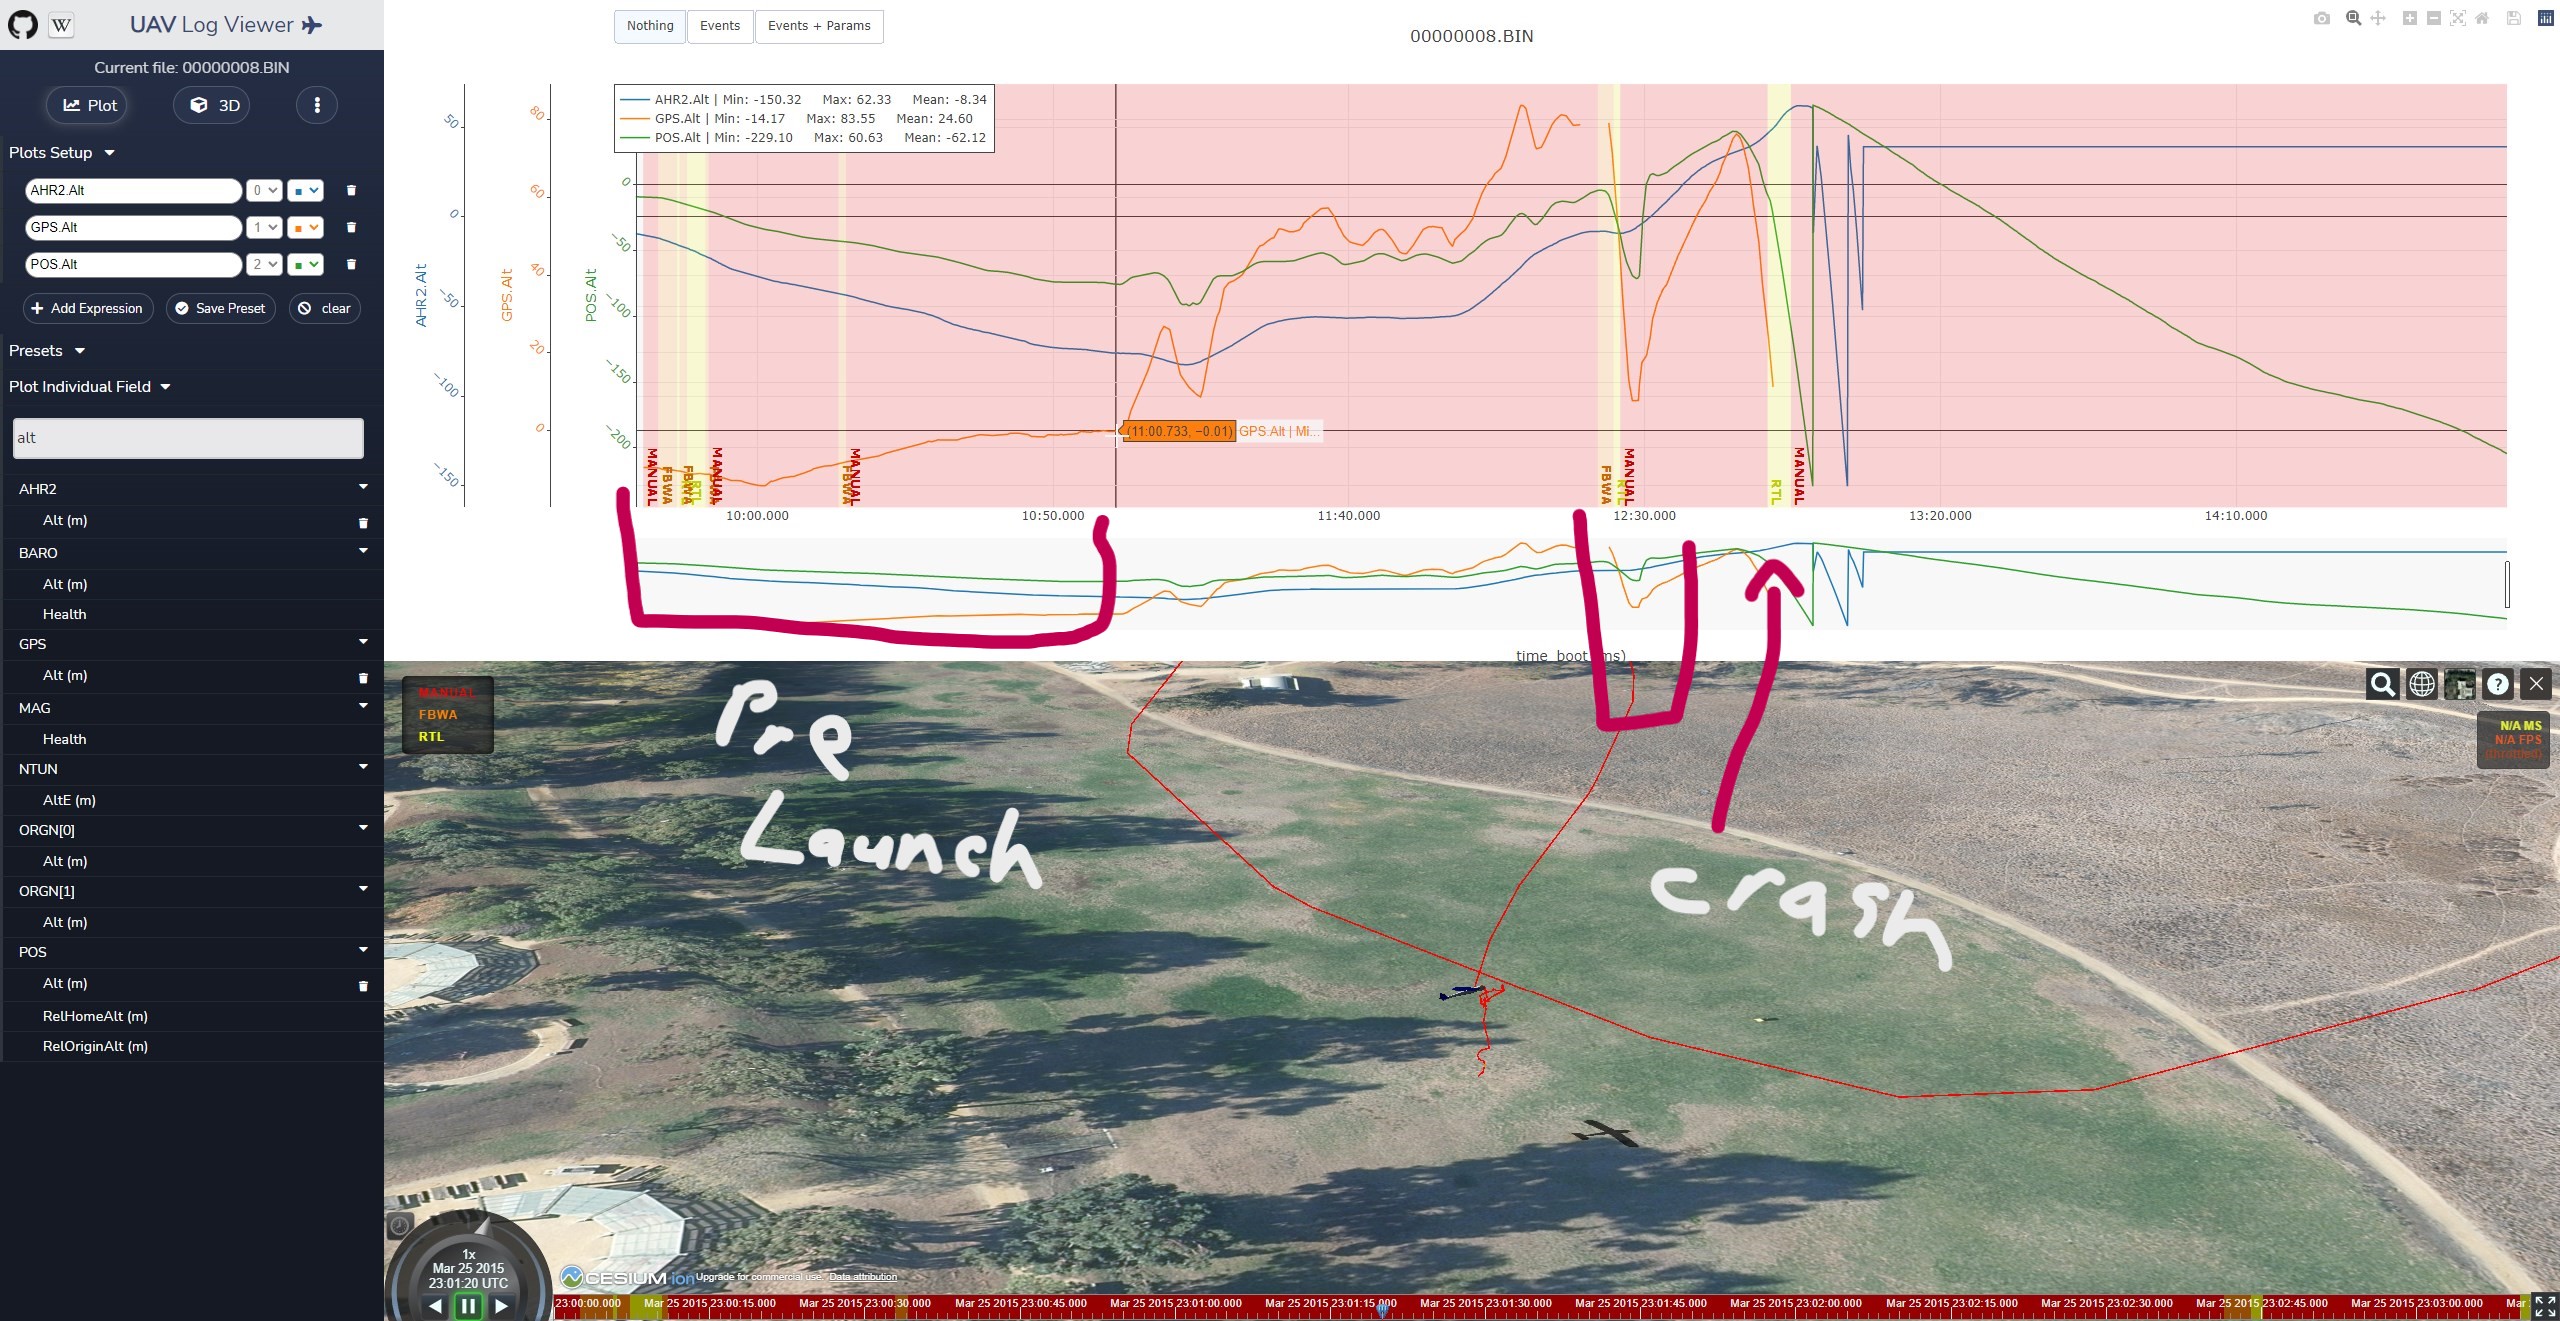 UAV Log Viewer
W
Current file: 00000008.BIN
Plot
3D
Plots Setup
AHR2.Alt
0
GPS.Alt
1
POS.Alt
2
Add Expression
Save Preset
clear
Presets
Plot Individual Field
alt
AHR2
Alt (m)
BARO
Alt (m)
Health
GPS
Alt (m)
MAG
Health
NTUN
AltE (m)
ORGN[0]
Alt (m)
ORGN[1]
Alt (m)
POS
Alt (m)
RelHomeAlt (m)
RelOriginAlt (m)
Nothing
Events
Events + Params
00000008.BIN
AHR2.Alt | Min: -150.32 Max: 62.33 Mean: -8.34
GPS.Alt | Min: -14.17 Max: 83.55 Mean: 24.60
POS.Alt | Min: -229.10 Max: 60.63 Mean: -62.12
AHR2.Alt
50
0
−50
−100
−150
GPS.Alt
80
60
40
20
0
POS.Alt
0
−50
−100
−150
−200
(11:00.733, −0.01)
GPS.Alt | Mi...
MANUAL
FBWA
FBWA
RTL
MANUAL
FBWA
MANUAL
FBWA
MANUAL
RTL
MANUAL
10:00.000
10:50.000
11:40.000
12:30.000
13:20.000
14:10.000
time_boot ms)
MANUAL
FBWA
RTL
Pre
Launch
crash
?
N/A MS
N/A FPS
(throttled)
1x
Mar 25 2015
23:01:20 UTC
CESIUM ion
Upgrade for commercial use. Data attribution
23:00:00.000
Mar 25 2015 23:00:15.000
Mar 25 2015 23:00:30.000
Mar 25 2015 23:00:45.000
Mar 25 2015 23:01:00.000
Mar 25 2015 23:01:15.000
Mar 25 2015 23:01:30.000
Mar 25 2015 23:01:45.000
Mar 25 2015 23:02:00.000
Mar 25 2015 23:02:15.000
Mar 25 2015 23:02:30.000
Mar 25 2015 23:02:45.000
Mar 25 2015 23:03:00.000
Mar